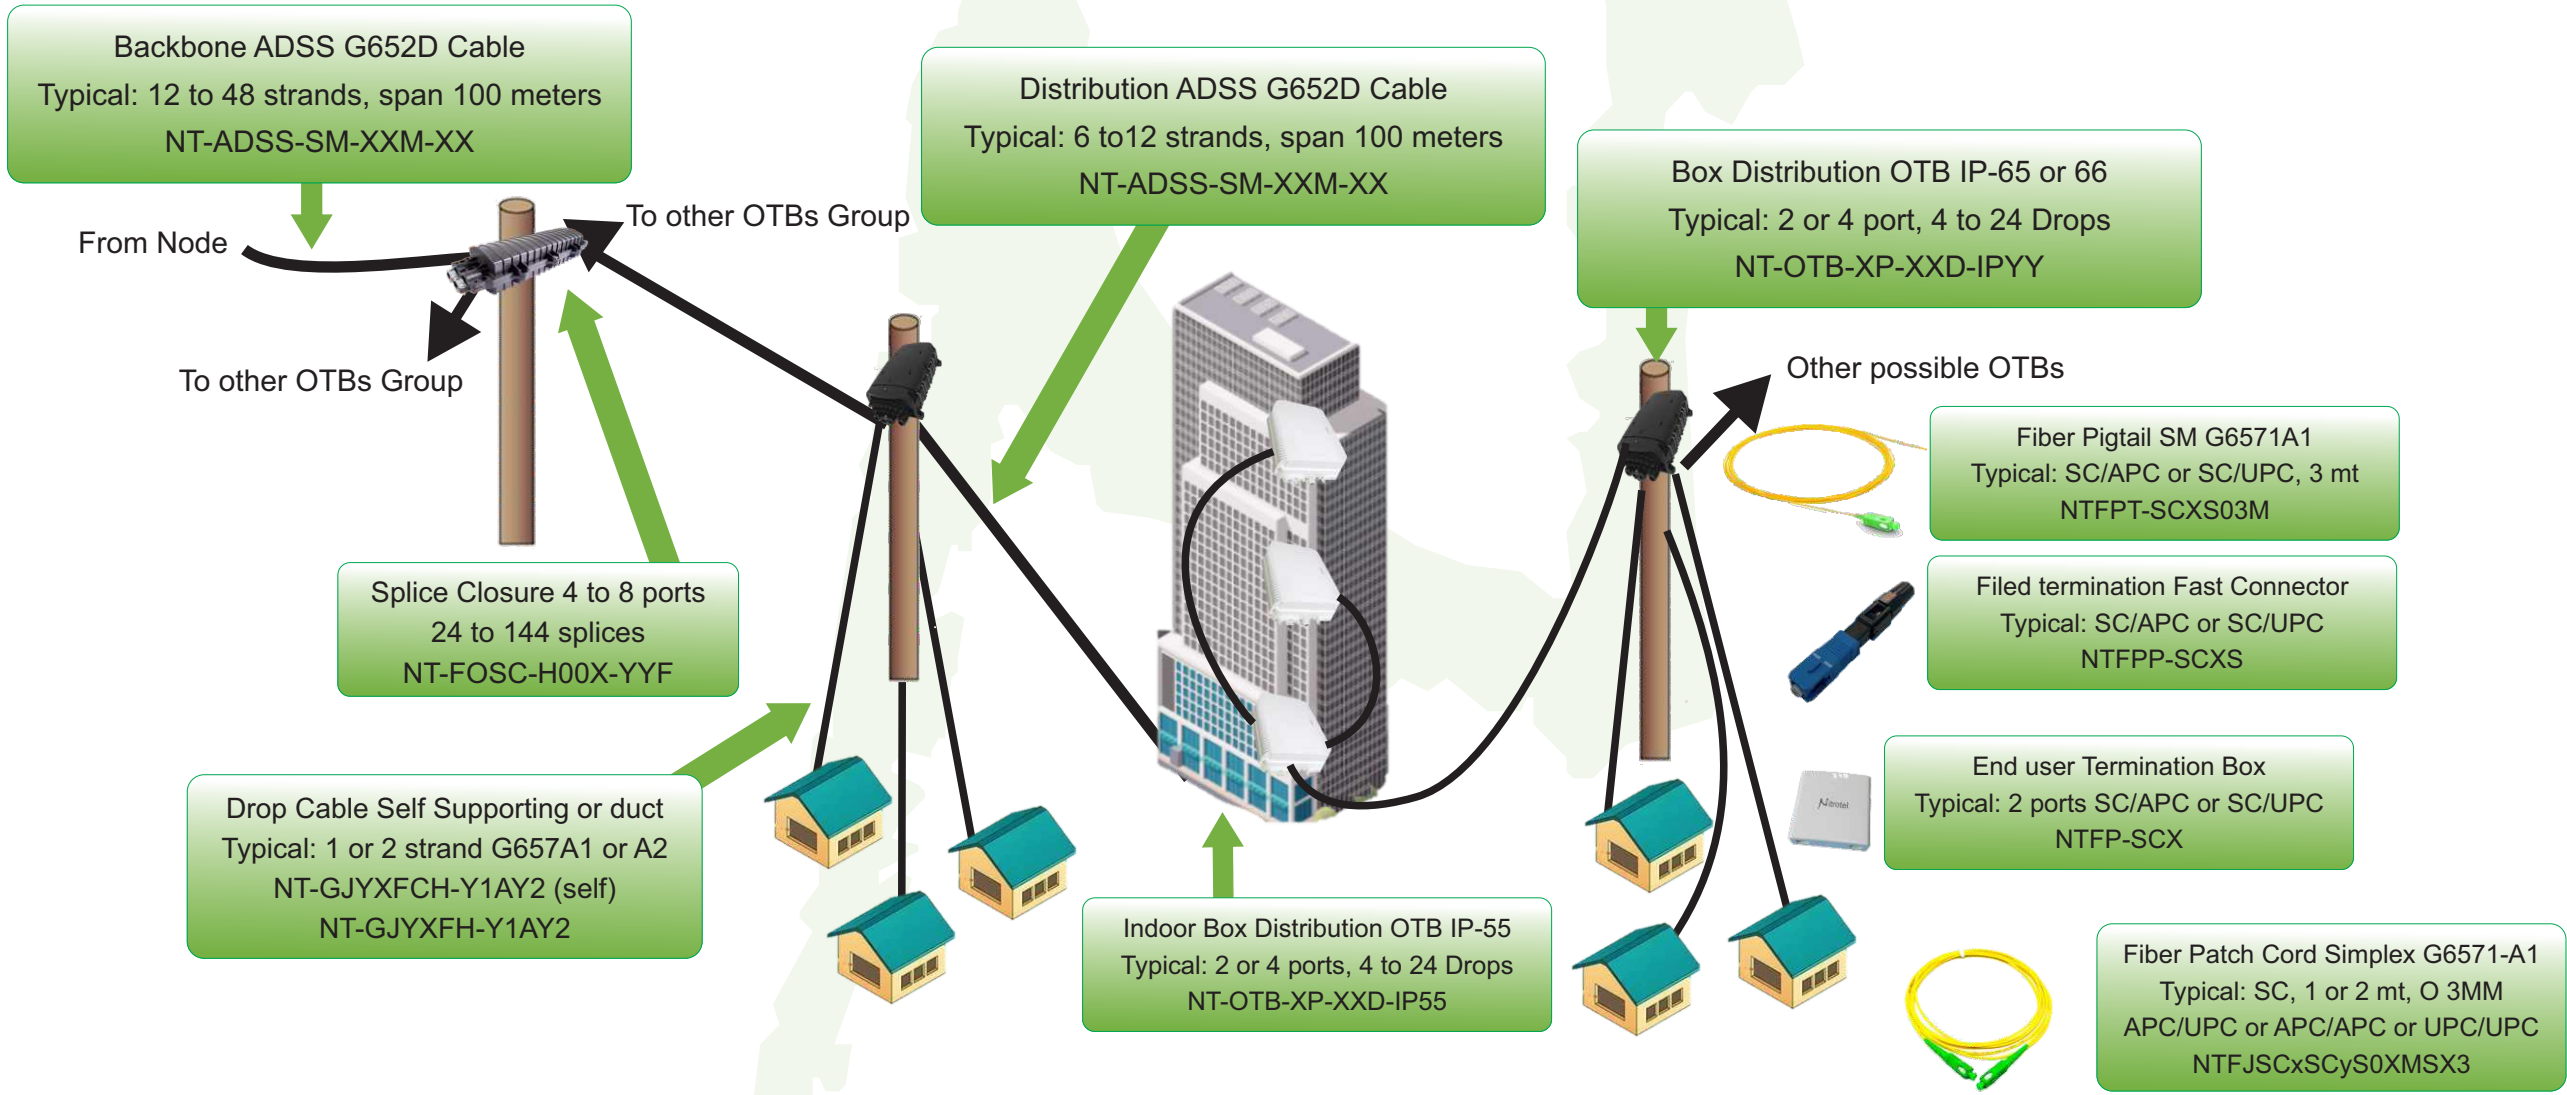 Backbone ADSS G652D Cable
Typical: 12 to 48 strands, span 100 meters
NT-ADSS-SM-XXM-XX
Distribution ADSS G652D Cable
Typical: 6 to12 strands, span 100 meters
NT-ADSS-SM-XXM-XX
Box Distribution OTB IP-65 or 66
Typical: 2 or 4 port, 4 to 24 Drops
NT-OTB-XP-XXD-IPYY
From Node
To other OTBs Group
To other OTBs Group
Other possible OTBs
Fiber Pigtail SM G6571A1
Typical: SC/APC or SC/UPC, 3 mt
NTFPT-SCXS03M
Splice Closure 4 to 8 ports
24 to 144 splices
NT-FOSC-H00X-YYF
Filed termination Fast Connector
Typical: SC/APC or SC/UPC
NTFPP-SCXS
Drop Cable Self Supporting or duct
Typical: 1 or 2 strand G657A1 or A2
NT-GJYXFCH-Y1AY2 (self)
NT-GJYXFH-Y1AY2
Nitrotel
End user Termination Box
Typical: 2 ports SC/APC or SC/UPC
NTFP-SCX
Indoor Box Distribution OTB IP-55
Typical: 2 or 4 ports, 4 to 24 Drops
NT-OTB-XP-XXD-IP55
Fiber Patch Cord Simplex G6571-A1
Typical: SC, 1 or 2 mt, O 3MM
APC/UPC or APC/APC or UPC/UPC
NTFJSCxSCyS0XMSX3